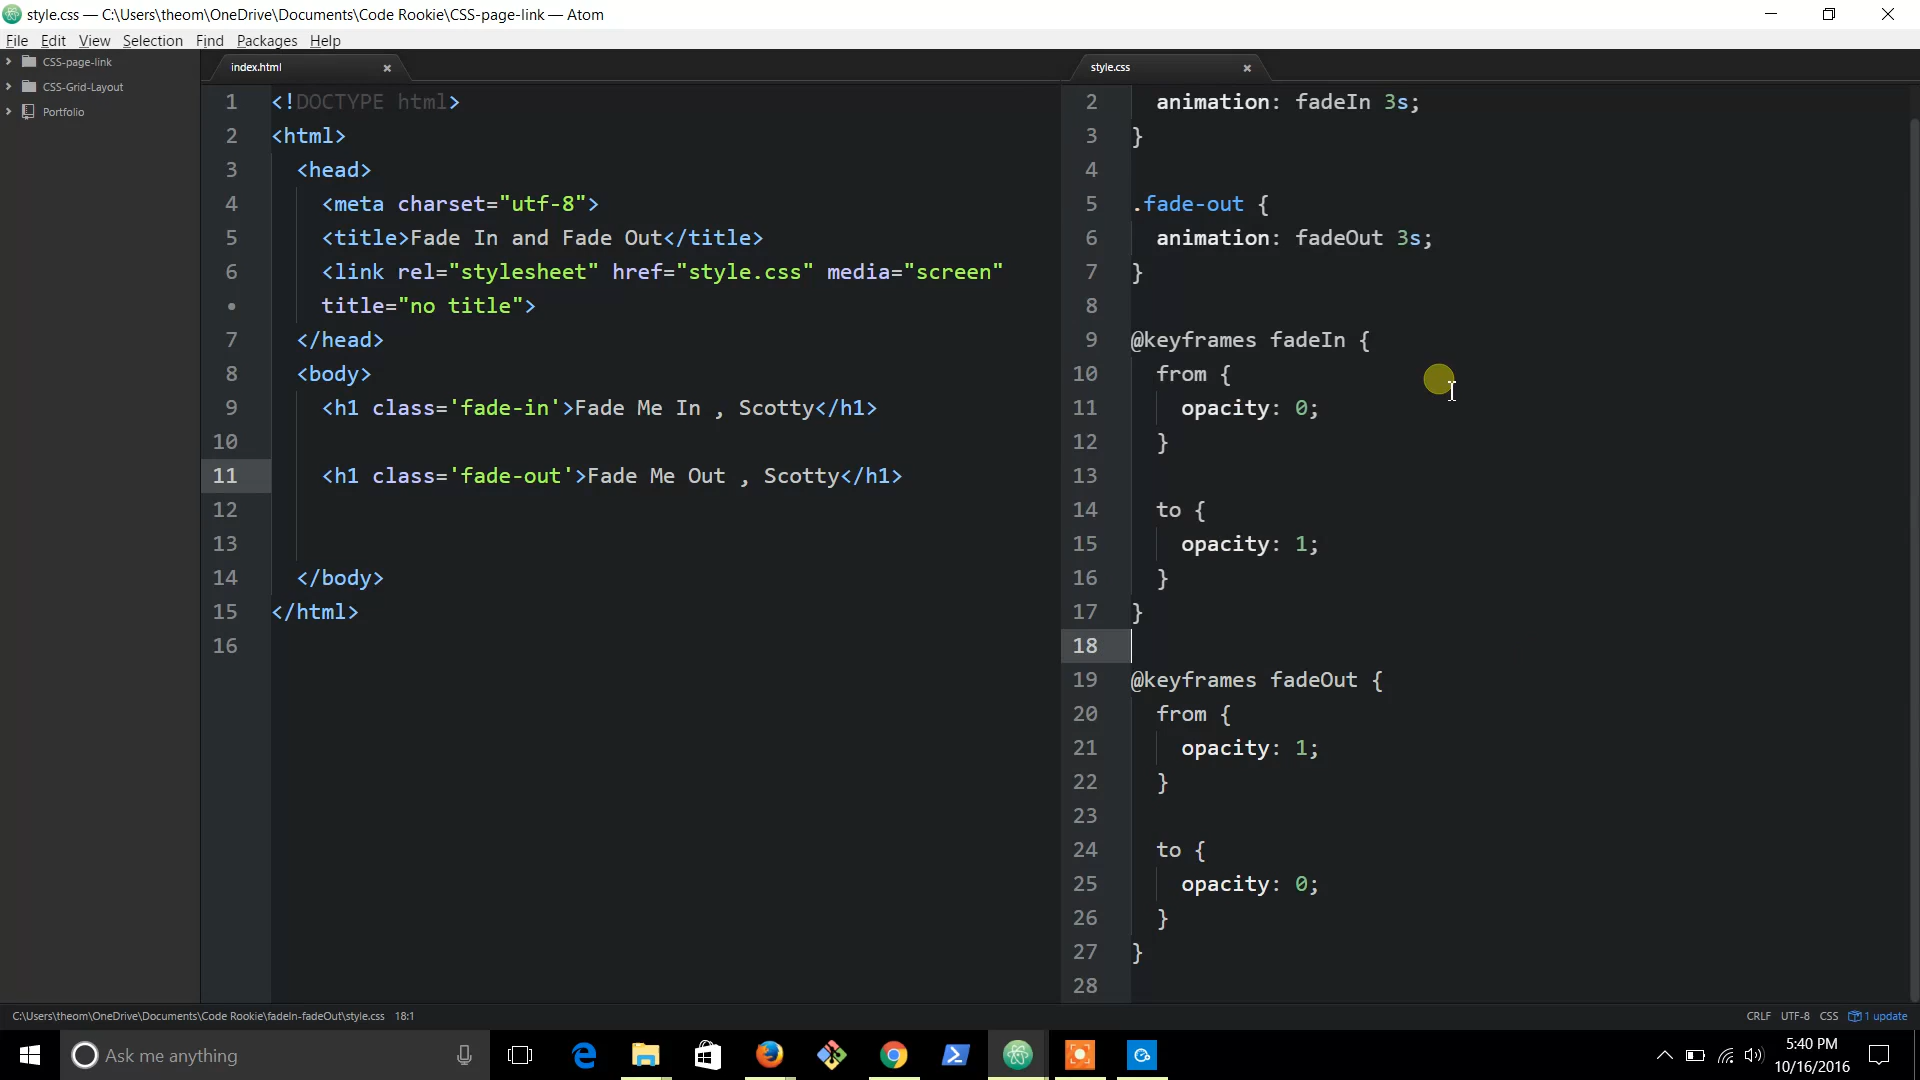 style.css — C:\Users\theom\OneDrive\Documents\Code Rookie\CSS-page-link — Atom
File Edit View Selection Find Packages Help
CSS-page-link
CSS-Grid-Layout
Portfolio
index.html
1 <!DOCTYPE html>
2 <html>
3 <head>
4 <meta charset="utf-8">
5 <title>Fade In and Fade Out</title>
6 <link rel="stylesheet" href="style.css" media="screen"
• title="no title">
7 </head>
8 <body>
9 <h1 class='fade-in'>Fade Me In , Scotty</h1>
10
11 <h1 class='fade-out'>Fade Me Out , Scotty</h1>
12
13
14 </body>
15 </html>
16
style.css
2 animation: fadeIn 3s;
3 }
4
5 .fade-out {
6 animation: fadeOut 3s;
7 }
8
9 @keyframes fadeIn {
10 from {
11 opacity: 0;
12 }
13
14 to {
15 opacity: 1;
16 }
17 }
18
19 @keyframes fadeOut {
20 from {
21 opacity: 1;
22 }
23
24 to {
25 opacity: 0;
26 }
27 }
28
C:\Users\theom\OneDrive\Documents\Code Rookie\fadeIn-fadeOut\style.css 18:1
CRLF UTF-8 CSS 1 update
Ask me anything
5:40 PM
10/16/2016